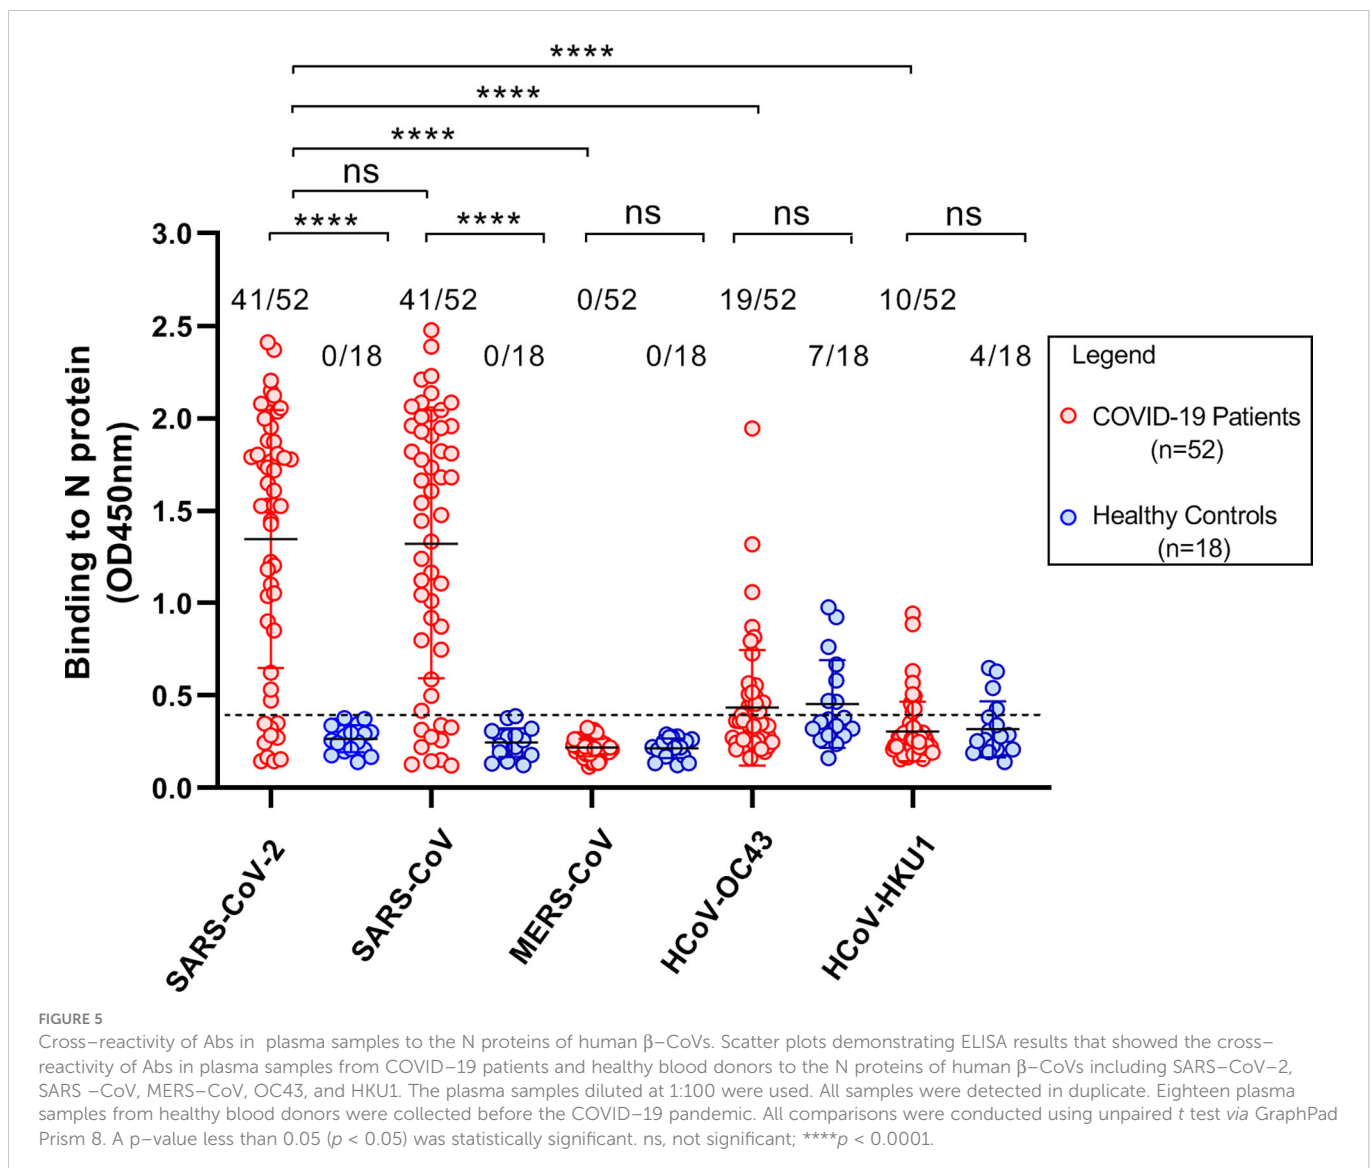 ****
****
****
ns
****
****
ns
ns
ns
3.0
2.5
2.0
1.5
1.0
0.5
0.0
Binding to N protein
(OD450nm)
41/52
41/52
0/52
19/52
10/52
0/18
0/18
0/18
7/18
4/18
Legend
COVID-19 Patients
(n=52)
Healthy Controls
(n=18)
SARS-CoV-2
SARS-CoV
MERS-CoV
HCoV-OC43
HCoV-HKU1
FIGURE 5
Cross−reactivity of Abs in plasma samples to the N proteins of human β−CoVs. Scatter plots demonstrating ELISA results that showed the cross−
reactivity of Abs in plasma samples from COVID−19 patients and healthy blood donors to the N proteins of human β−CoVs including SARS−CoV−2,
SARS −CoV, MERS−CoV, OC43, and HKU1. The plasma samples diluted at 1:100 were used. All samples were detected in duplicate. Eighteen plasma
samples from healthy blood donors were collected before the COVID−19 pandemic. All comparisons were conducted using unpaired t test via GraphPad
Prism 8. A p−value less than 0.05 (p < 0.05) was statistically significant. ns, not significant; ****p < 0.0001.